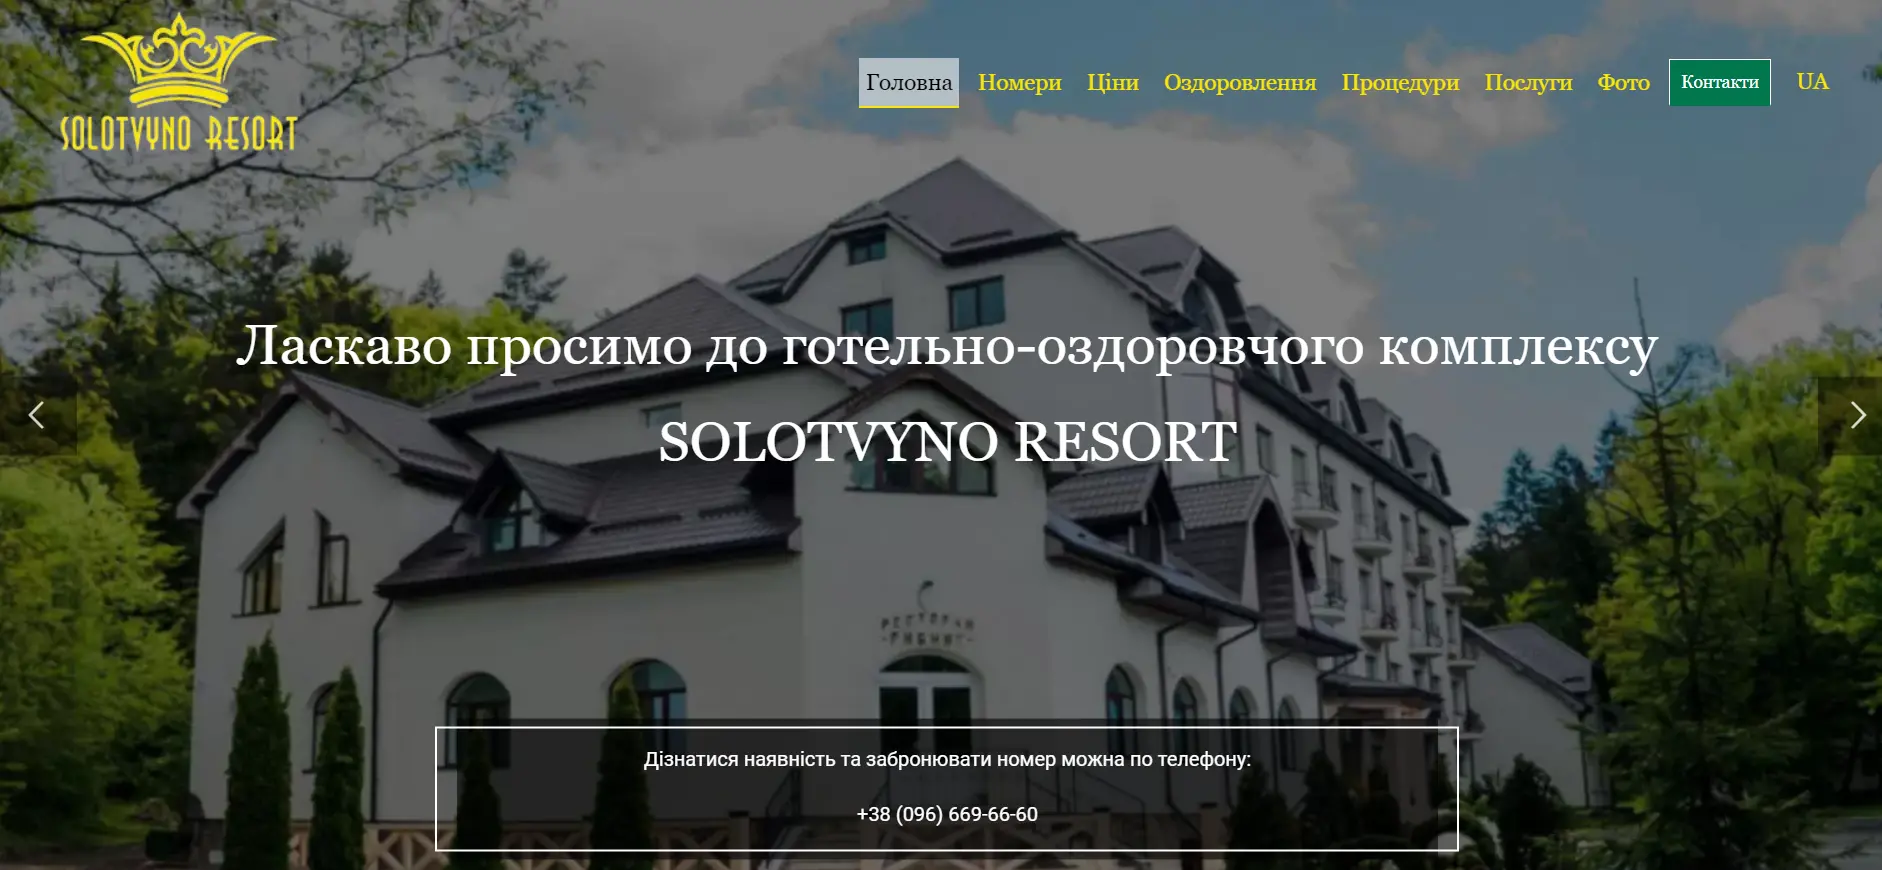 SOLOTVYNO RESORT
Головна Номери Ціни Оздоровлення Процедури Послуги Фото Контакти UA
Ласкаво просимо до готельно-оздоровчого комплексу
SOLOTVYNO RESORT
РЕСТОРАН
Дізнатися наявність та забронювати номер можна по телефону:
+38 (096) 669-66-60